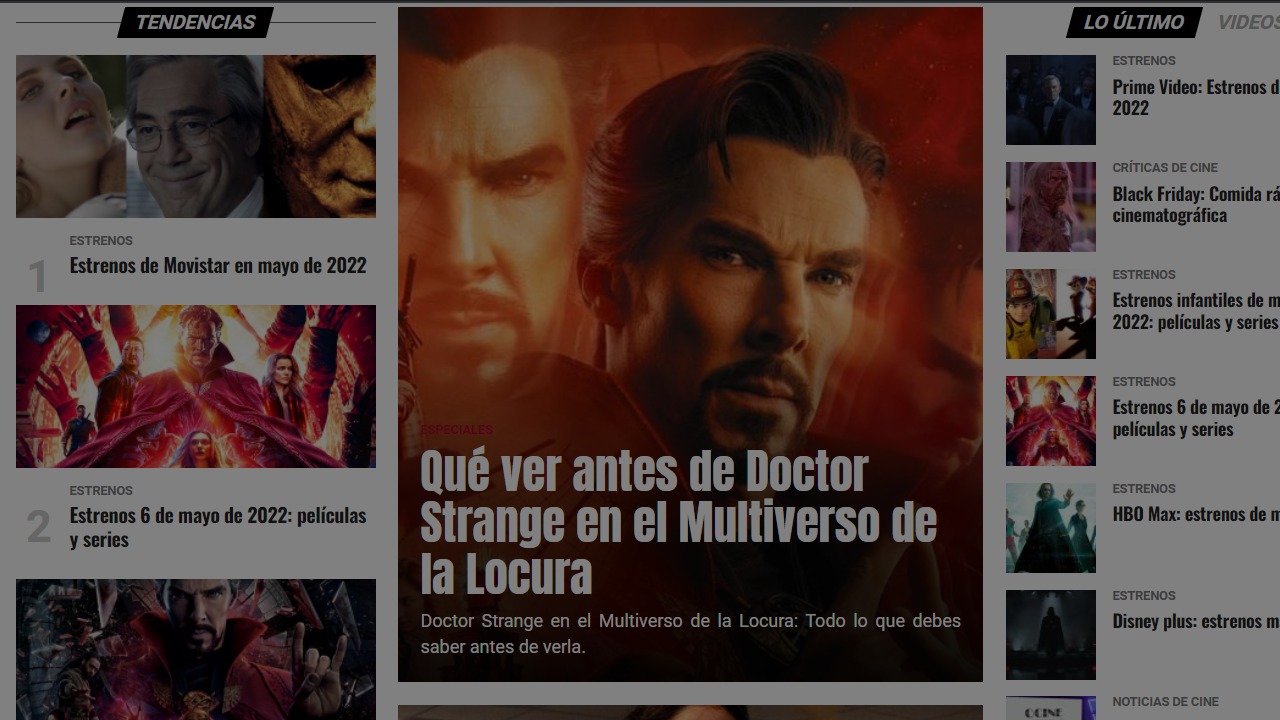 TENDENCIAS
ESTRENOS
1
Estrenos de Movistar en mayo de 2022
ESTRENOS
2
Estrenos 6 de mayo de 2022: películas
y series
ESPECIALES
Qué ver antes de Doctor
Strange en el Multiverso de
la Locura
Doctor Strange en el Multiverso de la Locura: Todo lo que debes
saber antes de verla.
LO ÚLTIMO VIDEOS
ESTRENOS
Prime Video: Estrenos d
2022
CRÍTICAS DE CINE
Black Friday: Comida rá
cinematográfica
ESTRENOS
Estrenos infantiles de m
2022: películas y series
ESTRENOS
Estrenos 6 de mayo de 2
películas y series
ESTRENOS
HBO Max: estrenos de m
ESTRENOS
Disney plus: estrenos m
NOTICIAS DE CINE
OCINE